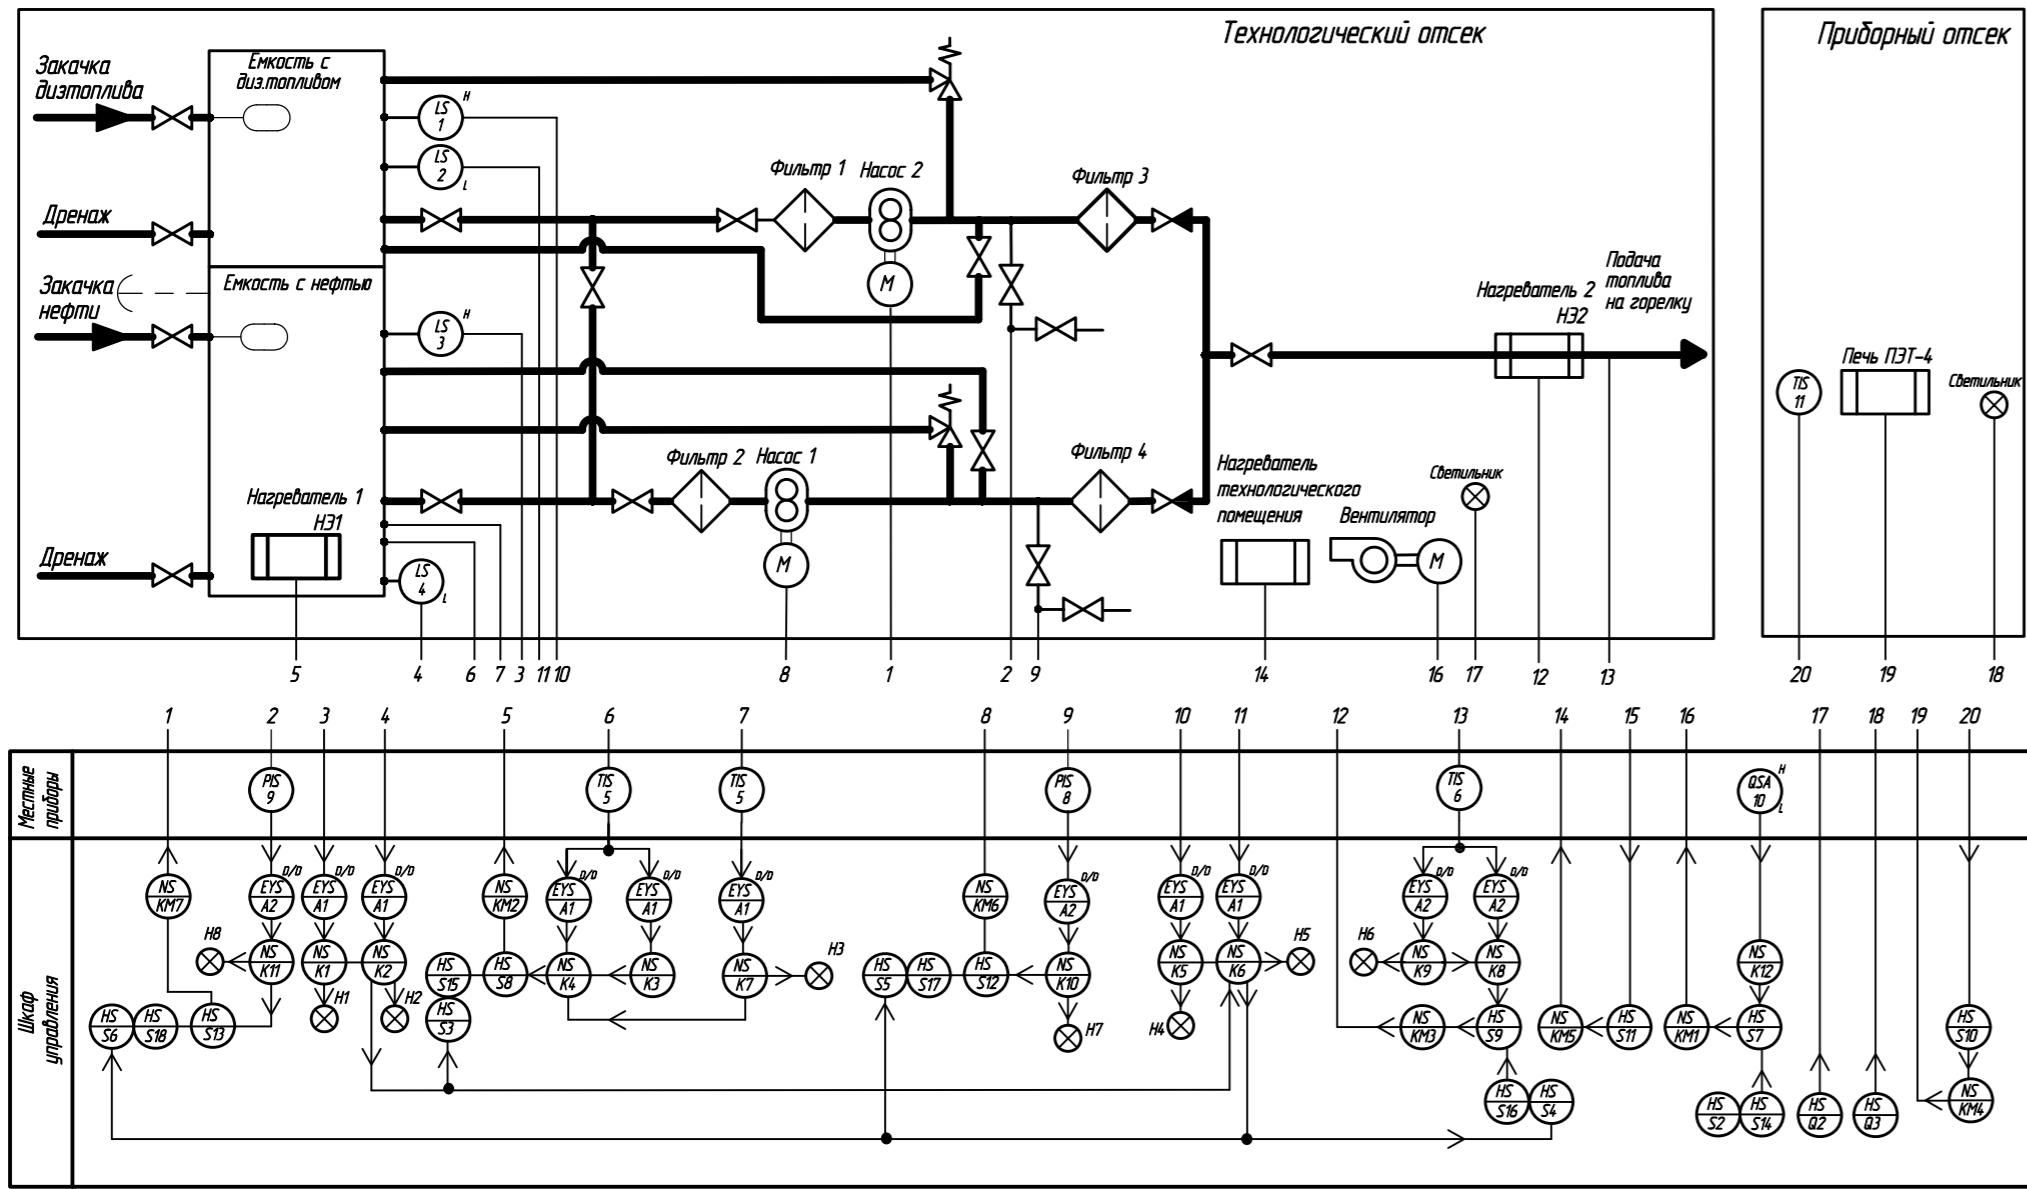 Технологический отсек
Приборный отсек
Закачка
дизтоплива
Емкость с
диз.топливом
LS
1
H
LS
2
L
Фильтр 1
Насос 2
Фильтр 3
Дренаж
M
Закачка
нефти
Емкость с нефтью
LS
3
H
Нагреватель 2
НЭ2
Подача
топлива
на горелку
TIS
11
Печь ПЭТ-4
Светильник
Фильтр 2
Насос 1
Фильтр 4
Нагреватель
технологического
помещения
Светильник
Вентилятор
M
Нагреватель 1
НЭ1
M
Дренаж
LS
4
L
5 4 6 7 3 11 10 8 1 2 9 14 16 17 12 13 20 19 18
1 2 3 4 5 6 7 8 9 10 11 12 13 14 15 16 17 18 19 20
Местные
приборы
PIS
9
TIS
5
TIS
5
PIS
8
TIS
6
QSA
10
H
L
Шкаф
управления
NS
KM7
EYS
A2
D/D
EYS
A1
D/D
EYS
A1
D/D
NS
KM2
EYS
A1
D/D
EYS
A1
D/D
EYS
A1
D/D
NS
KM6
EYS
A2
D/D
EYS
A1
D/D
EYS
A1
D/D
EYS
A2
D/D
EYS
A2
D/D
H8
NS
K11
NS
K1
NS
K2
HS
S15
HS
S8
NS
K4
NS
K3
NS
K7
H3
HS
S5
HS
S17
HS
S12
NS
K10
NS
K5
NS
K6
H5
H6
NS
K9
NS
K8
NS
K12
HS
S6
HS
S18
HS
S13
H1
H2
HS
S3
H7
H4
NS
KM3
HS
S9
NS
KM5
HS
S11
NS
KM1
HS
S7
HS
S10
HS
S16
HS
S4
HS
S2
HS
S14
HS
Q2
HS
Q3
NS
KM4